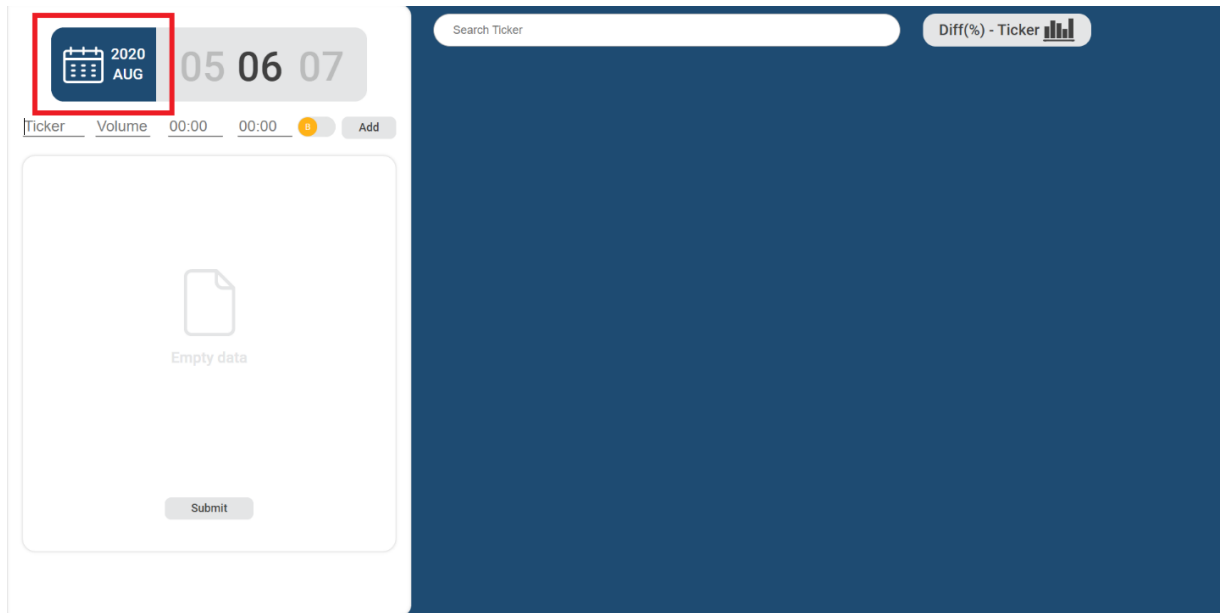 2020
AUG
05 06 07
Ticker Volume 00:00 00:00 B Add
Empty data
Submit
Search Ticker
Diff(%) - Ticker